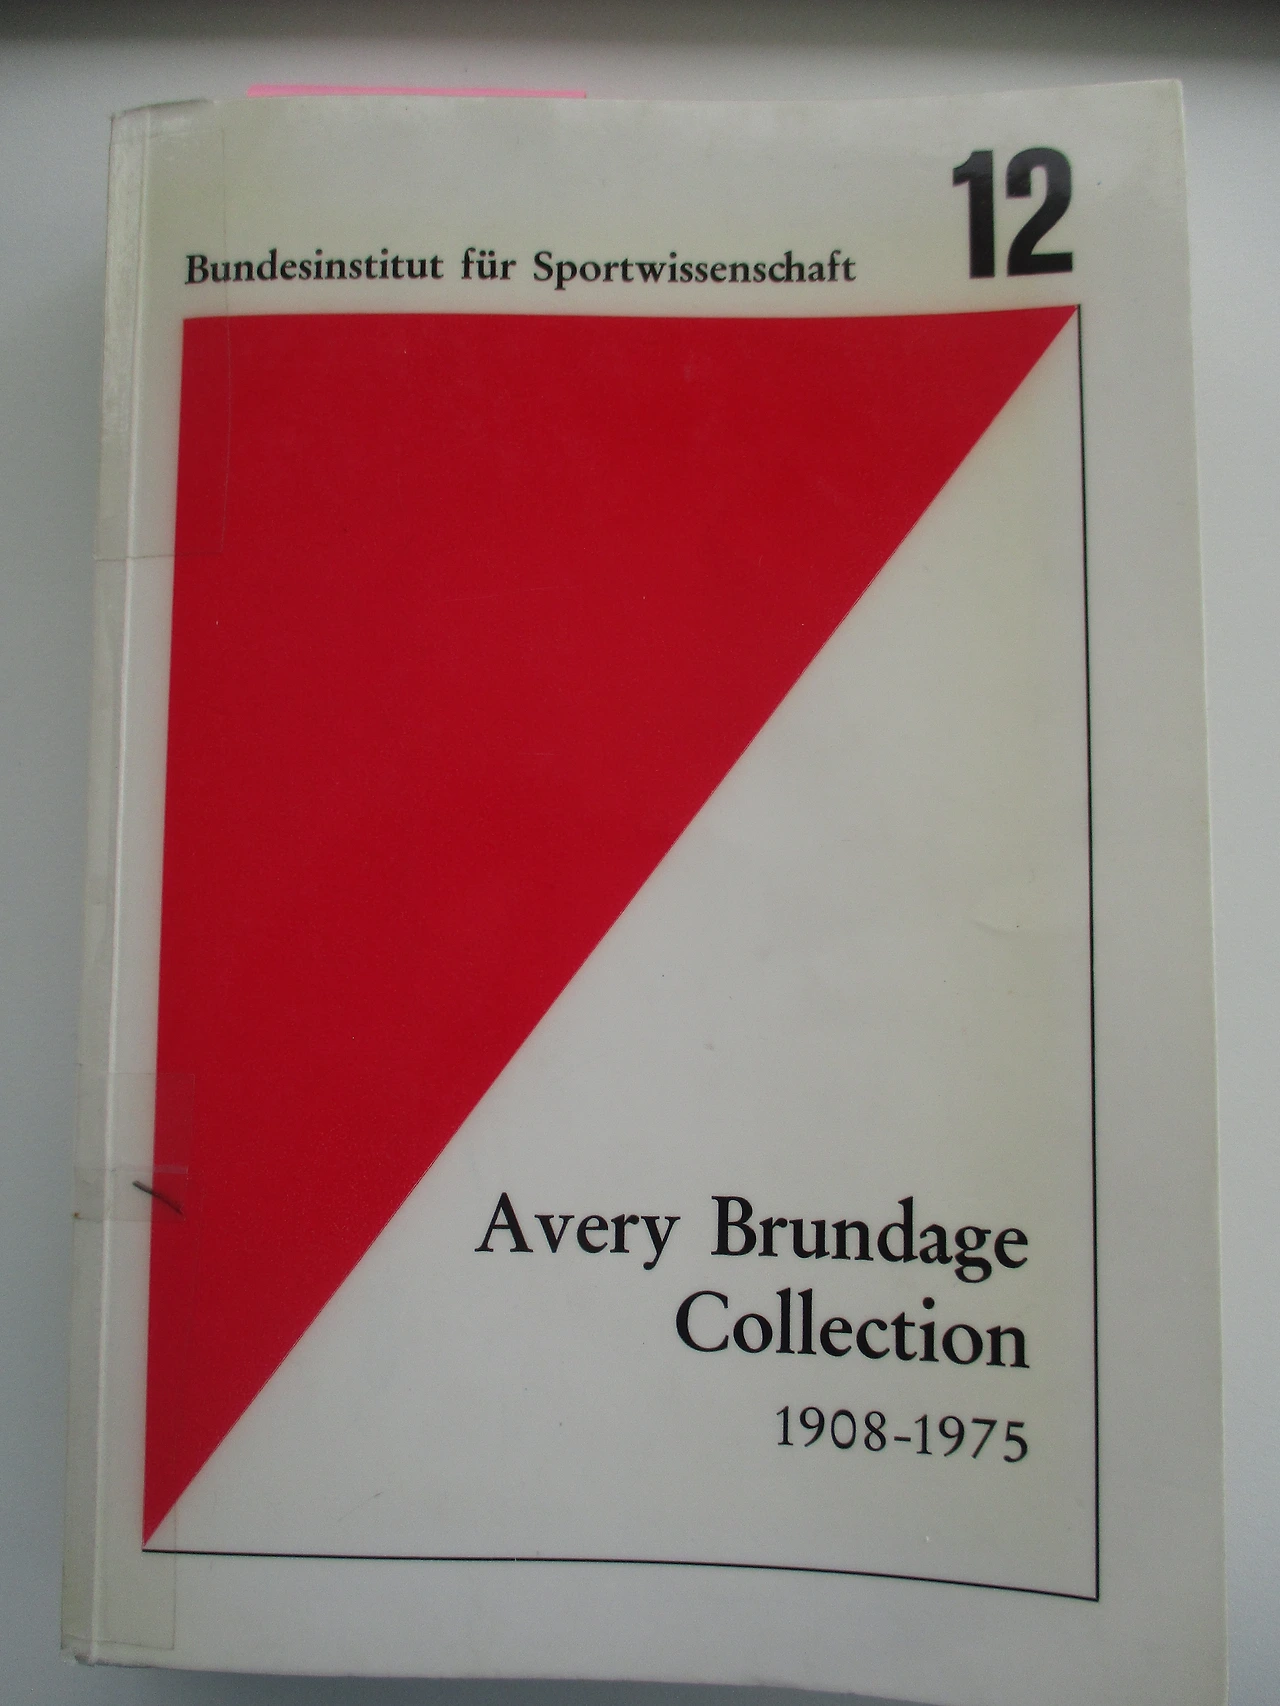 12
Bundesinstitut für Sportwissenschaft
Avery Brundage
Collection
1908-1975